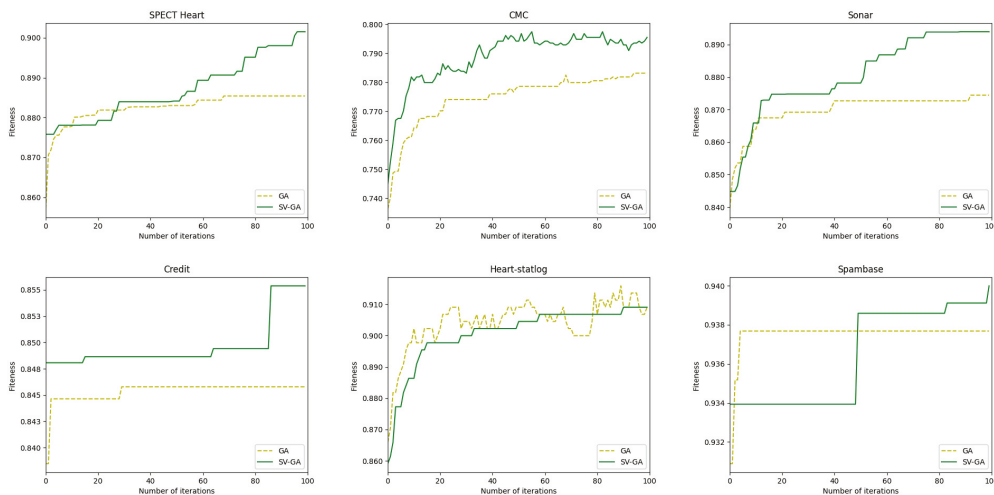 SPECT Heart
Fiteness
0.900
0.890
0.880
0.870
0.860
0 20 40 60 80 100
Number of iterations
GA
SV-GA
CMC
Fiteness
0.800
0.790
0.780
0.770
0.760
0.750
0.740
0 20 40 60 80 100
Number of iterations
GA
SV-GA
Sonar
Fiteness
0.890
0.880
0.870
0.860
0.850
0.840
0 20 40 60 80 100
Number of iterations
GA
SV-GA
Credit
Fiteness
0.855
0.853
0.850
0.848
0.845
0.843
0.840
0 20 40 60 80 100
Number of iterations
GA
SV-GA
Heart-statlog
Fiteness
0.910
0.900
0.890
0.880
0.870
0.860
0 20 40 60 80 100
Number of iterations
GA
SV-GA
Spambase
Fiteness
0.940
0.938
0.936
0.934
0.932
0 20 40 60 80 100
Number of iterations
GA
SV-GA